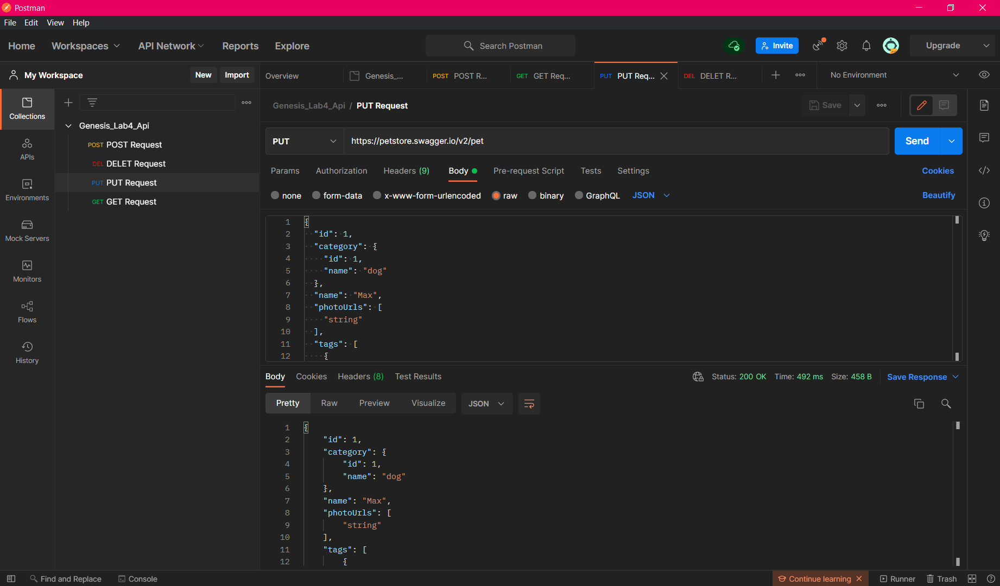 Postman
File Edit View Help
Home Workspaces API Network Reports Explore Search Postman Invite Upgrade
My Workspace New Import Overview Genesis_... POST POST R... GET GET Req... PUT PUT Req... DEL DELET R... No Environment
Collections
APIs
Environments
Mock Servers
Monitors
Flows
History
Genesis_Lab4_Api
POST POST Request
DEL DELET Request
PUT PUT Request
GET GET Request
Genesis_Lab4_Api / PUT Request Save
PUT https://petstore.swagger.io/v2/pet Send
Params Authorization Headers (9) Body Pre-request Script Tests Settings Cookies
none form-data x-www-form-urlencoded raw binary GraphQL JSON Beautify
1 {
2 "id": 1,
3 "category": {
4 "id": 1,
5 "name": "dog"
6 },
7 "name": "Max",
8 "photoUrls": [
9 "string"
10 ],
11 "tags": [
12 {
Body Cookies Headers (8) Test Results Status: 200 OK Time: 492 ms Size: 458 B Save Response
Pretty Raw Preview Visualize JSON
1 {
2 "id": 1,
3 "category": {
4 "id": 1,
5 "name": "dog"
6 },
7 "name": "Max",
8 "photoUrls": [
9 "string"
10 ],
11 "tags": [
12 {
Find and Replace Console Continue learning Runner Trash